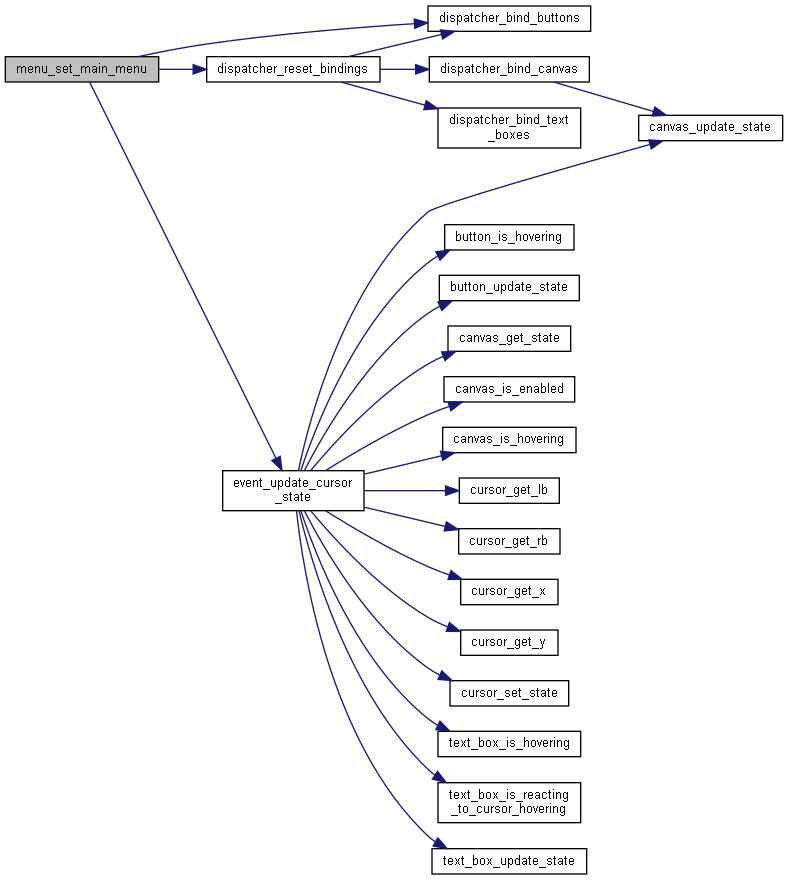 dispatcher_bind_buttons
menu_set_main_menu
dispatcher_reset_bindings
dispatcher_bind_canvas
dispatcher_bind_text
_boxes
canvas_update_state
button_is_hovering
button_update_state
canvas_get_state
canvas_is_enabled
canvas_is_hovering
event_update_cursor
_state
cursor_get_lb
cursor_get_rb
cursor_get_x
cursor_get_y
cursor_set_state
text_box_is_hovering
text_box_is_reacting
_to_cursor_hovering
text_box_update_state